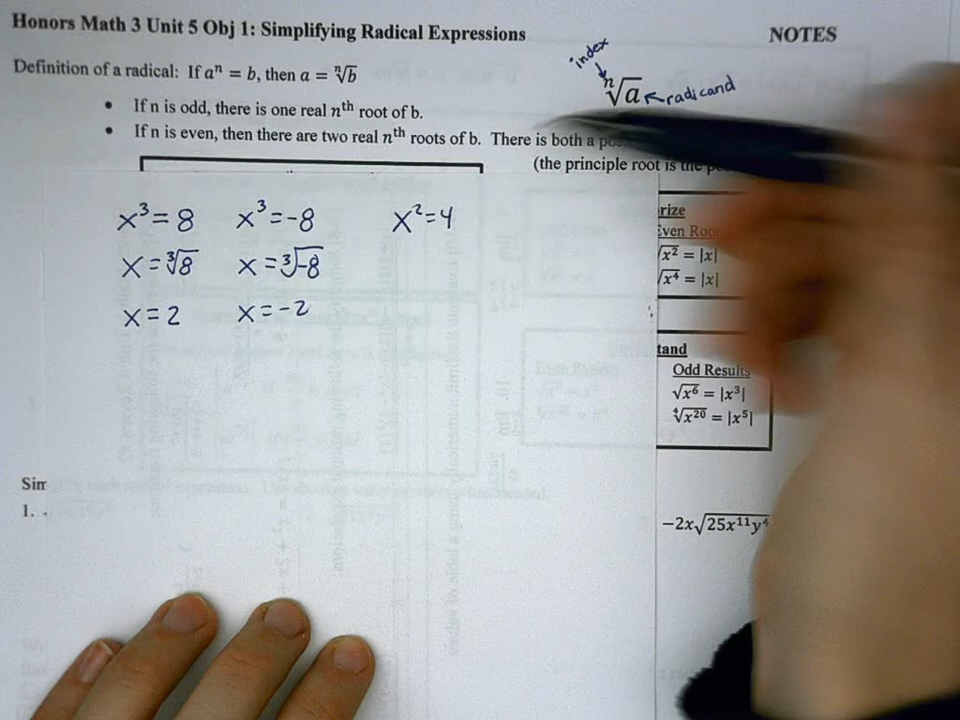 Honors Math 3 Unit 5 Obj 1: Simplifying Radical Expressions NOTES
Definition of a radical: If aⁿ = b, then a = ⁿ√b
index
ⁿ√a ← radicand
• If n is odd, there is one real nᵗʰ root of b.
• If n is even, then there are two real nᵗʰ roots of b. There is both a
(the principle root is the
x³=8 x³=-8 x²=4
x=³√8 x=³√-8
x=2 x=-2
rize
Even
√x² = |x|
√x⁴ = |x|
tand
Odd Results
√x⁶ = |x³|
⁴√x²⁰ = |x⁵|
Sim
1.
−2x√25x¹¹y⁴